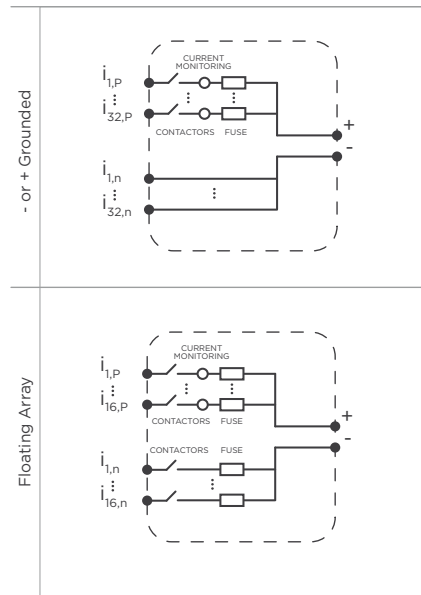 - or + Grounded
CURRENT
MONITORING
i1,P
i32,P
CONTACTORS FUSE
+
-
i1,n
i32,n
Floating Array
CURRENT
MONITORING
i1,P
i16,P
CONTACTORS FUSE
+
-
CONTACTORS FUSE
i1,n
i16,n